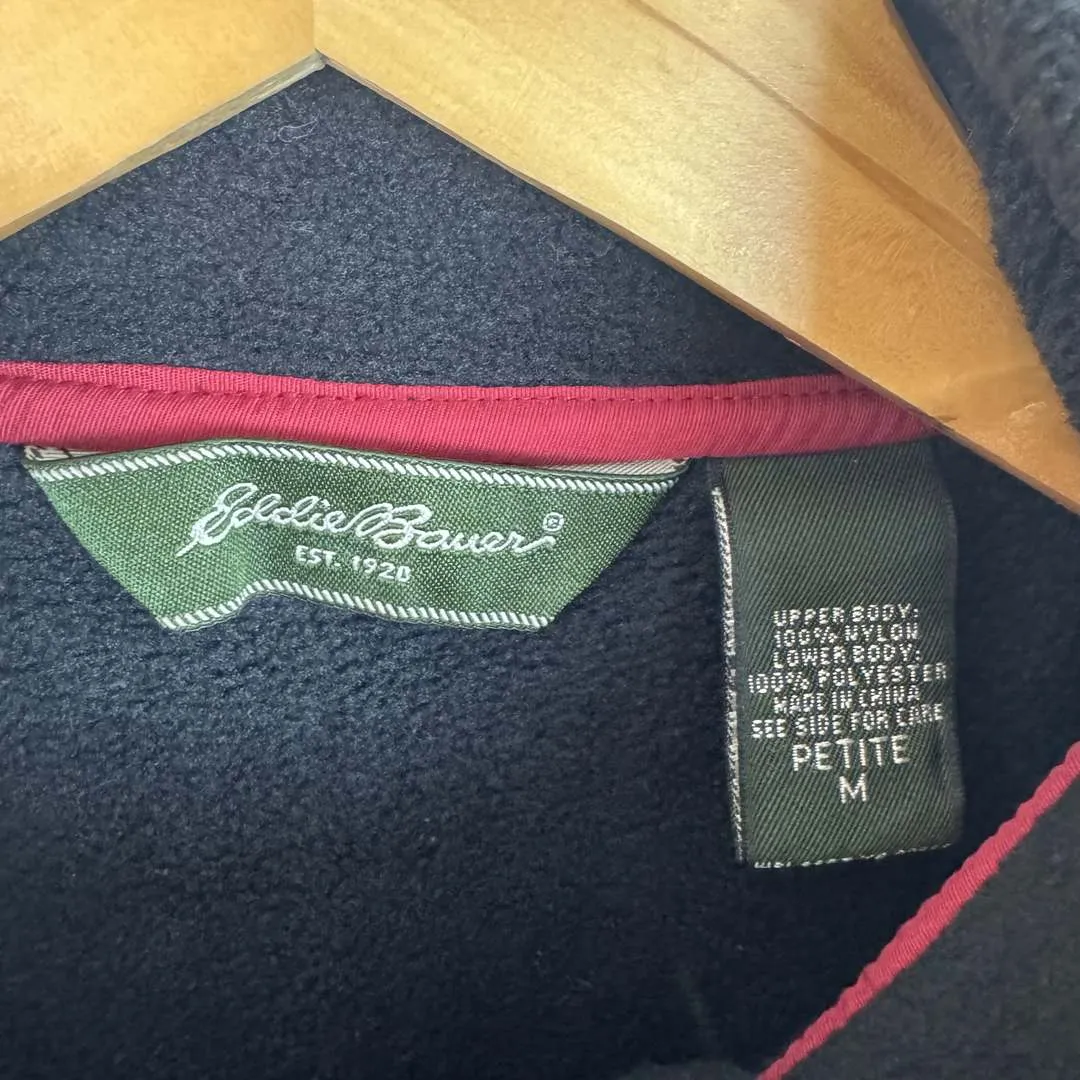 Eddie Bauer®
EST. 1920
UPPER BODY:
100% NYLON
LOWER BODY:
100% POLYESTER
MADE IN CHINA
SEE SIDE FOR CARE
PETITE
M